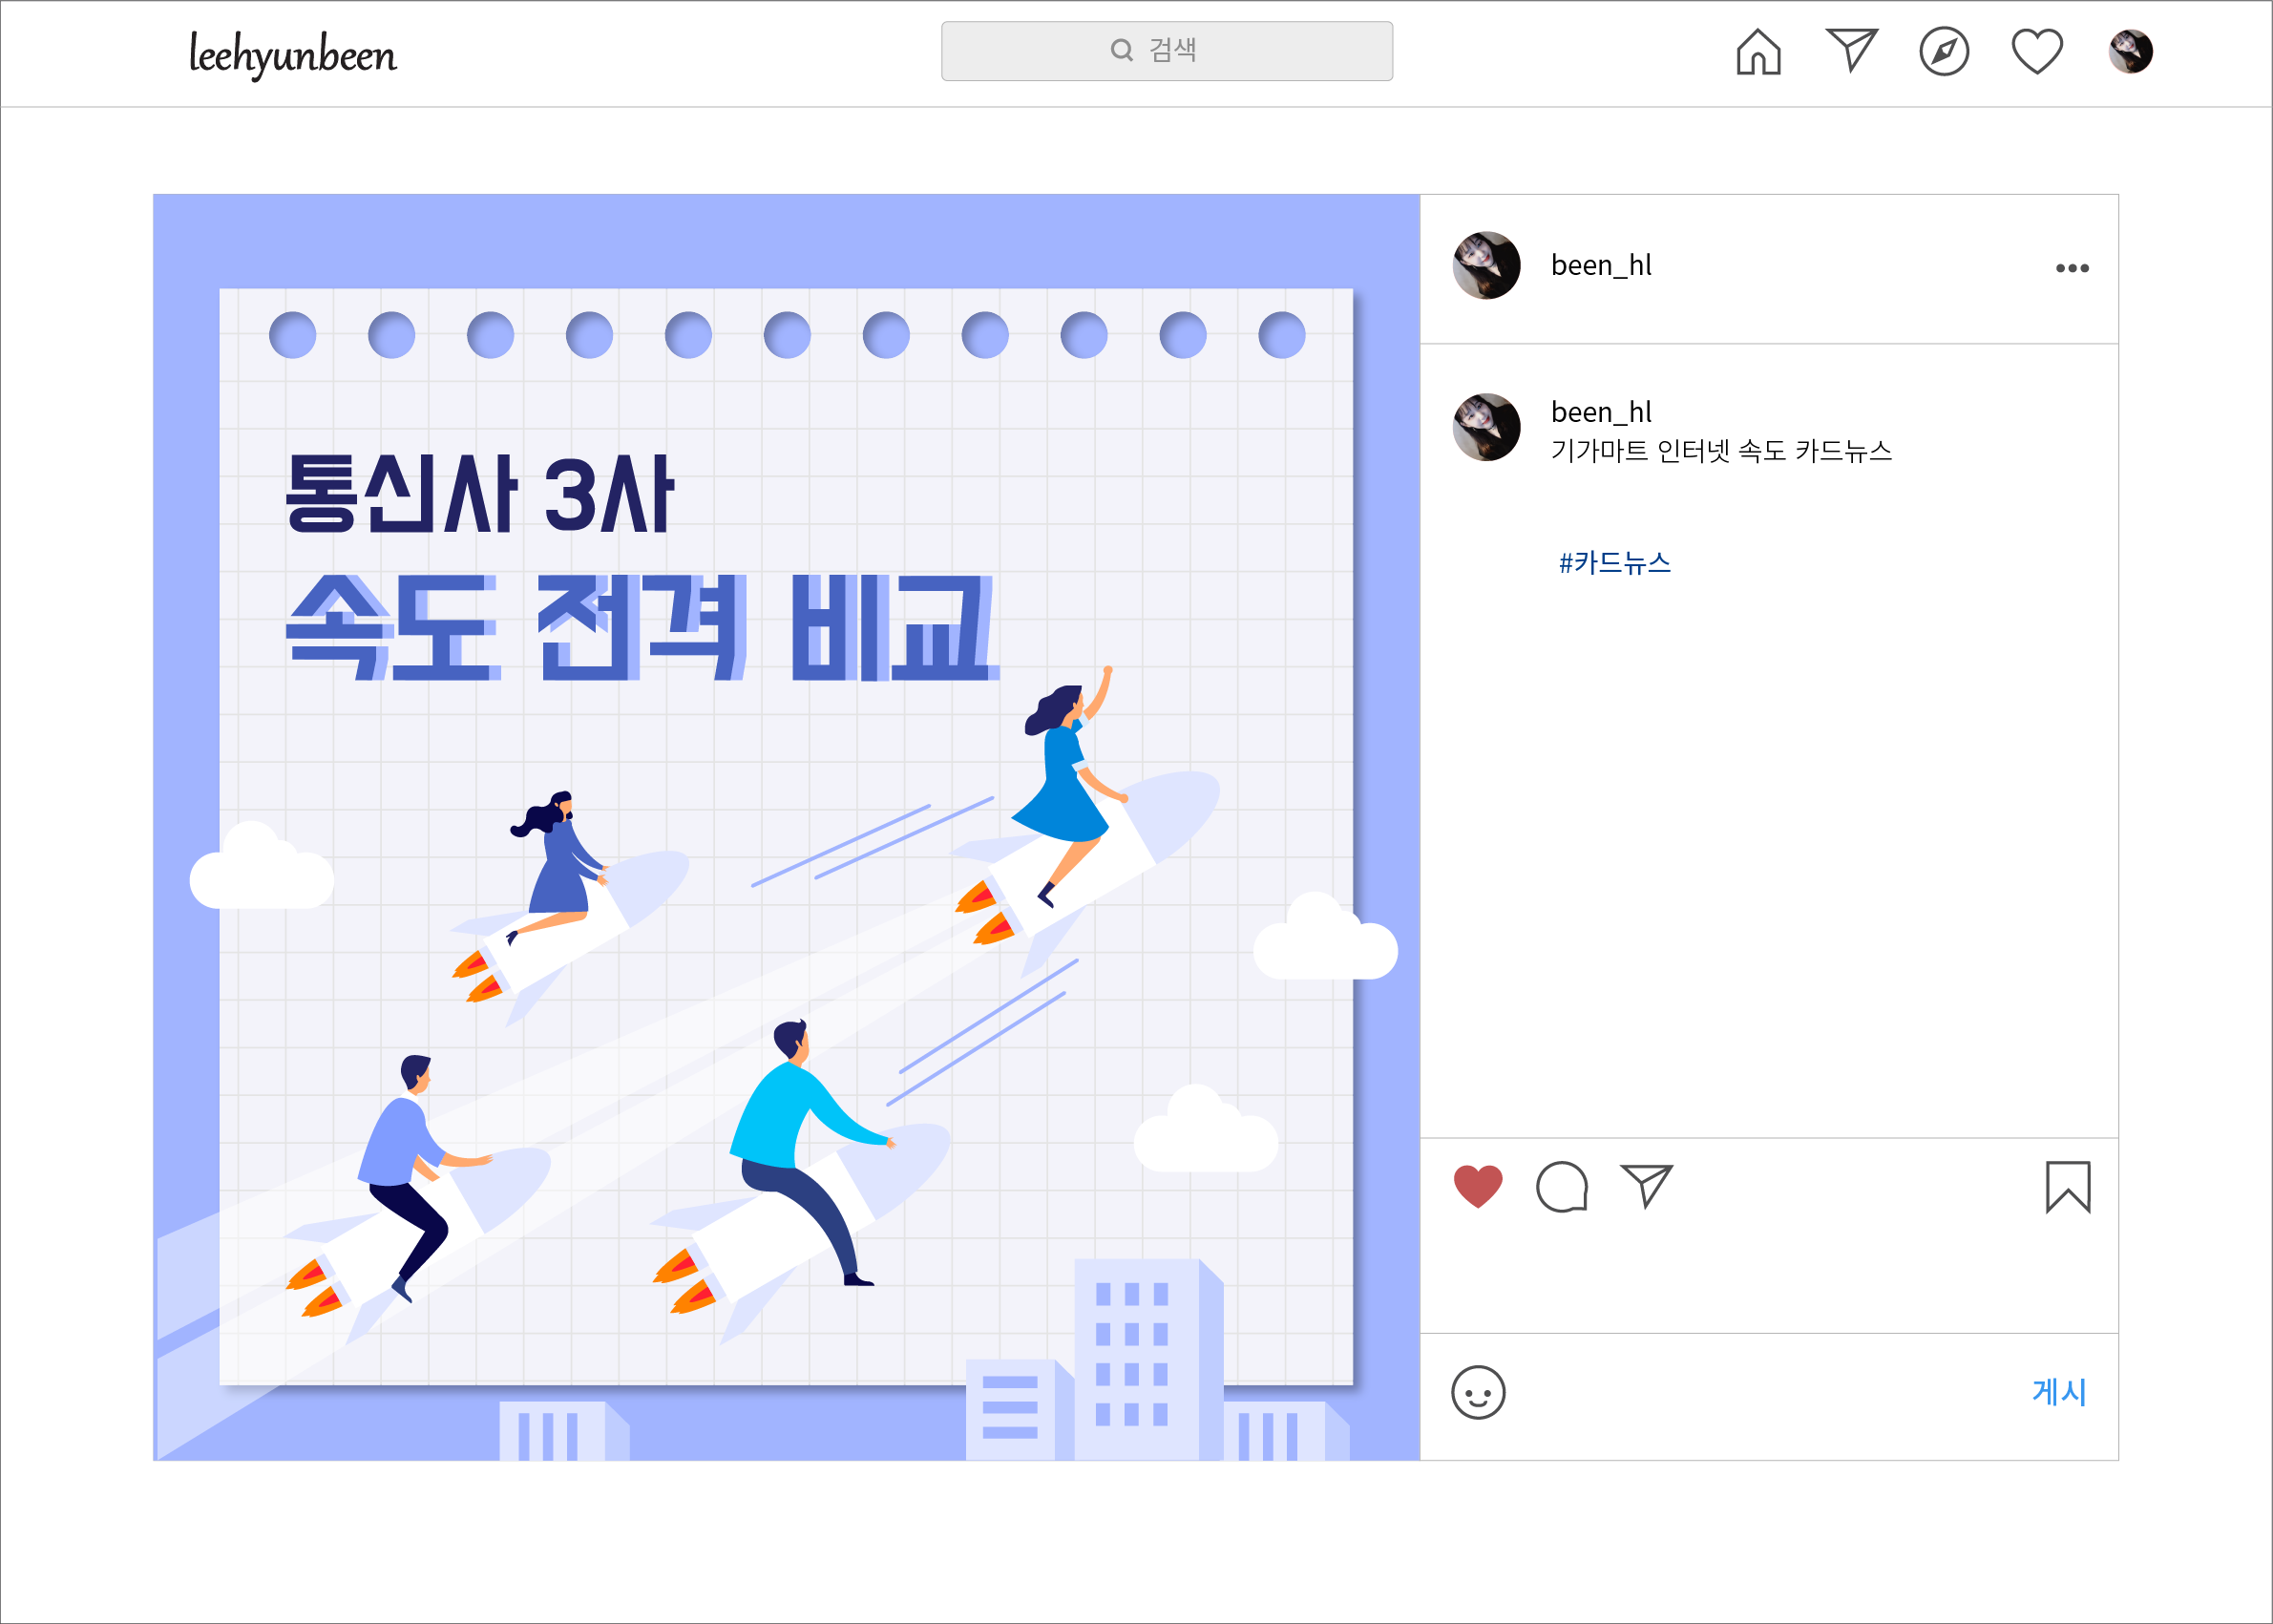 leehyunbeen
검색
통신사 3사
속도 전격 비교
been_hl
been_hl
기가마트 인터넷 속도 카드뉴스
#카드뉴스
게시